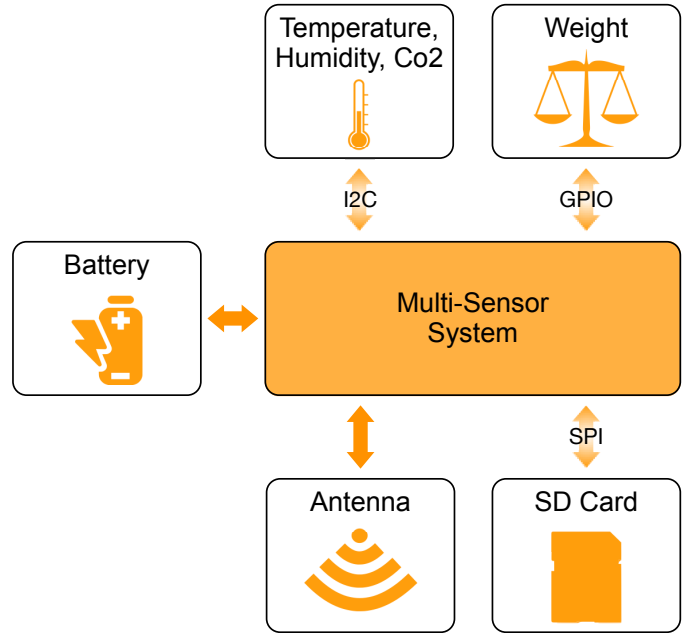 Temperature,
Humidity, Co2
Weight
I2C
GPIO
Battery
Multi-Sensor
System
SPI
Antenna
SD Card